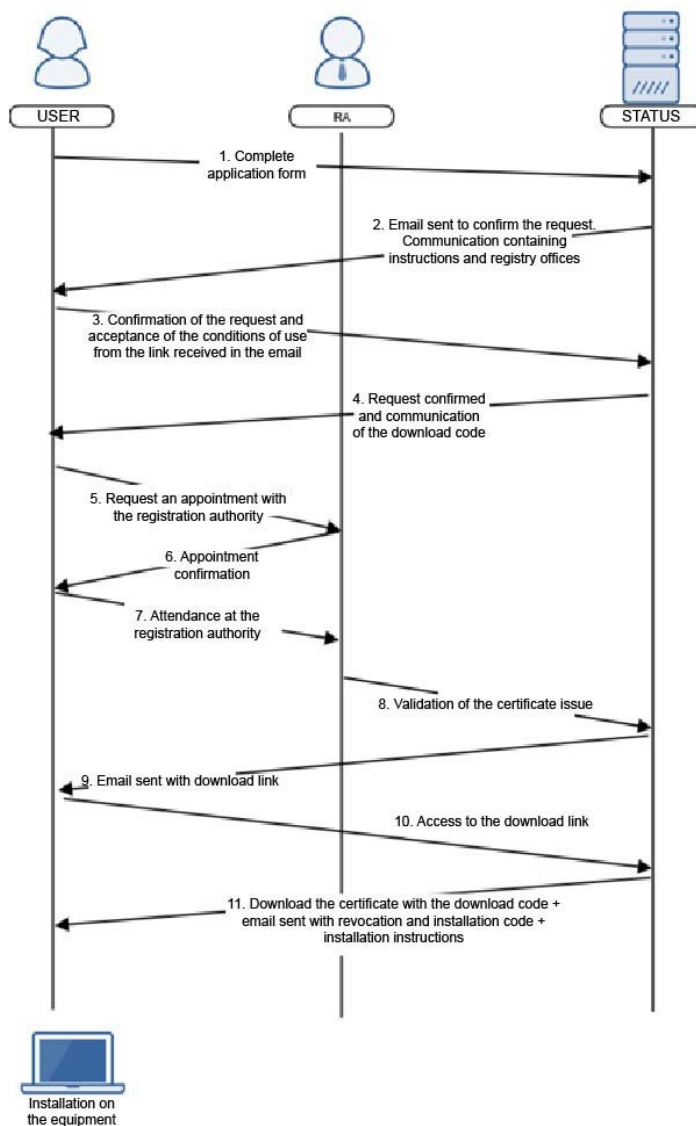 USER
RA
STATUS
1. Complete
application form
2. Email sent to confirm the request.
Communication containing
instructions and registry offices
3. Confirmation of the request and
acceptance of the conditions of use
from the link received in the email
4. Request confirmed
and communication
of the download code
5. Request an appointment with
the registration authority
6. Appointment
confirmation
7. Attendance at the
registration authority
8. Validation of the certificate issue
9. Email sent with download link
10. Access to the download link
11. Download the certificate with the download code +
email sent with revocation and installation code +
installation instructions
Installation on
the equipment